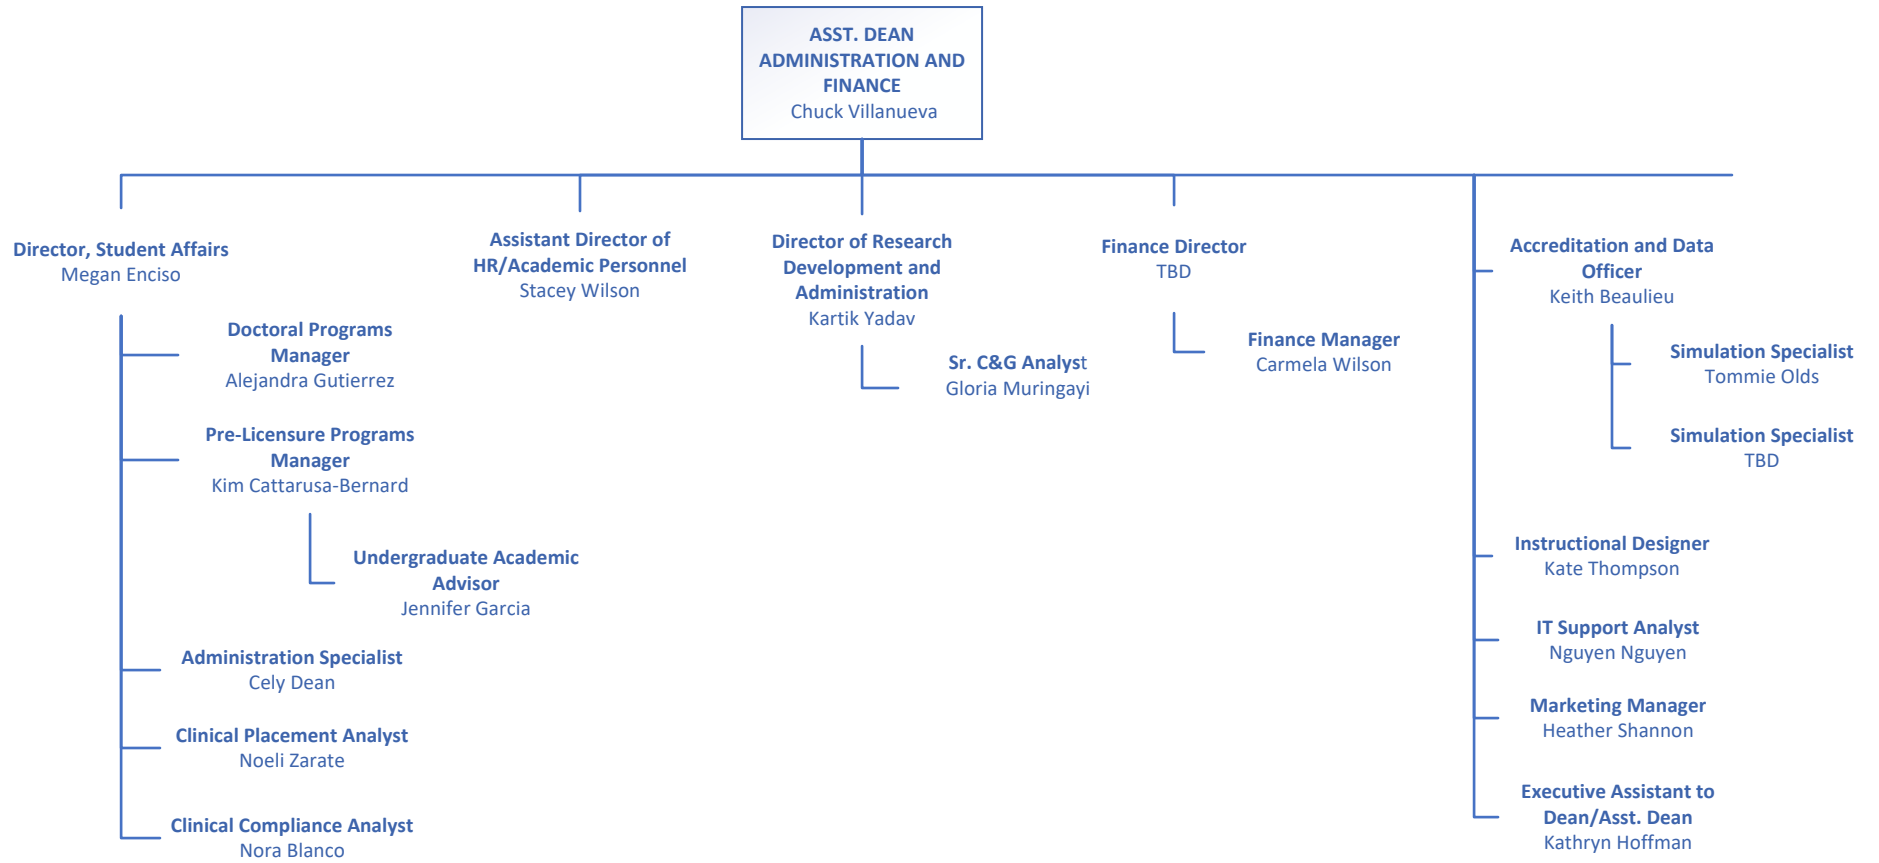 ASST. DEAN
ADMINISTRATION AND
FINANCE
Chuck Villanueva
Director, Student Affairs
Megan Enciso
Doctoral Programs
Manager
Alejandra Gutierrez
Pre-Licensure Programs
Manager
Kim Cattarusa-Bernard
Undergraduate Academic
Advisor
Jennifer Garcia
Administration Specialist
Cely Dean
Clinical Placement Analyst
Noeli Zarate
Clinical Compliance Analyst
Nora Blanco
Assistant Director of
HR/Academic Personnel
Stacey Wilson
Director of Research
Development and
Administration
Kartik Yadav
Sr. C&G Analyst
Gloria Muringayi
Finance Director
TBD
Finance Manager
Carmela Wilson
Accreditation and Data
Officer
Keith Beaulieu
Simulation Specialist
Tommie Olds
Simulation Specialist
TBD
Instructional Designer
Kate Thompson
IT Support Analyst
Nguyen Nguyen
Marketing Manager
Heather Shannon
Executive Assistant to
Dean/Asst. Dean
Kathryn Hoffman